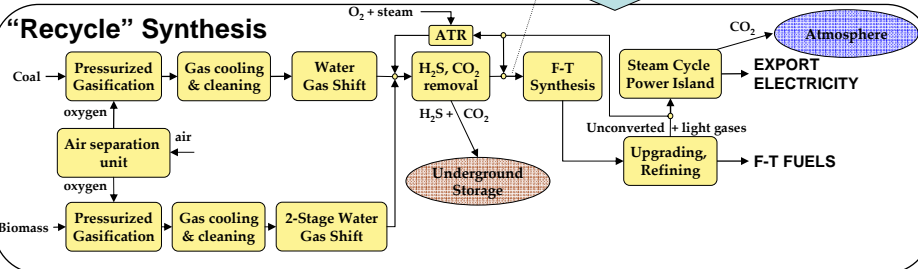 “Recycle” Synthesis
O₂ + steam
ATR
CO₂
Atmosphere
Coal
Pressurized
Gasification
Gas cooling
& cleaning
Water
Gas Shift
H₂S, CO₂
removal
F-T
Synthesis
Steam Cycle
Power Island
EXPORT
ELECTRICITY
oxygen
H₂S + CO₂
Unconverted + light gases
Air separation
unit
air
Upgrading,
Refining
F-T FUELS
oxygen
Underground
Storage
Biomass
Pressurized
Gasification
Gas cooling
& cleaning
2-Stage Water
Gas Shift